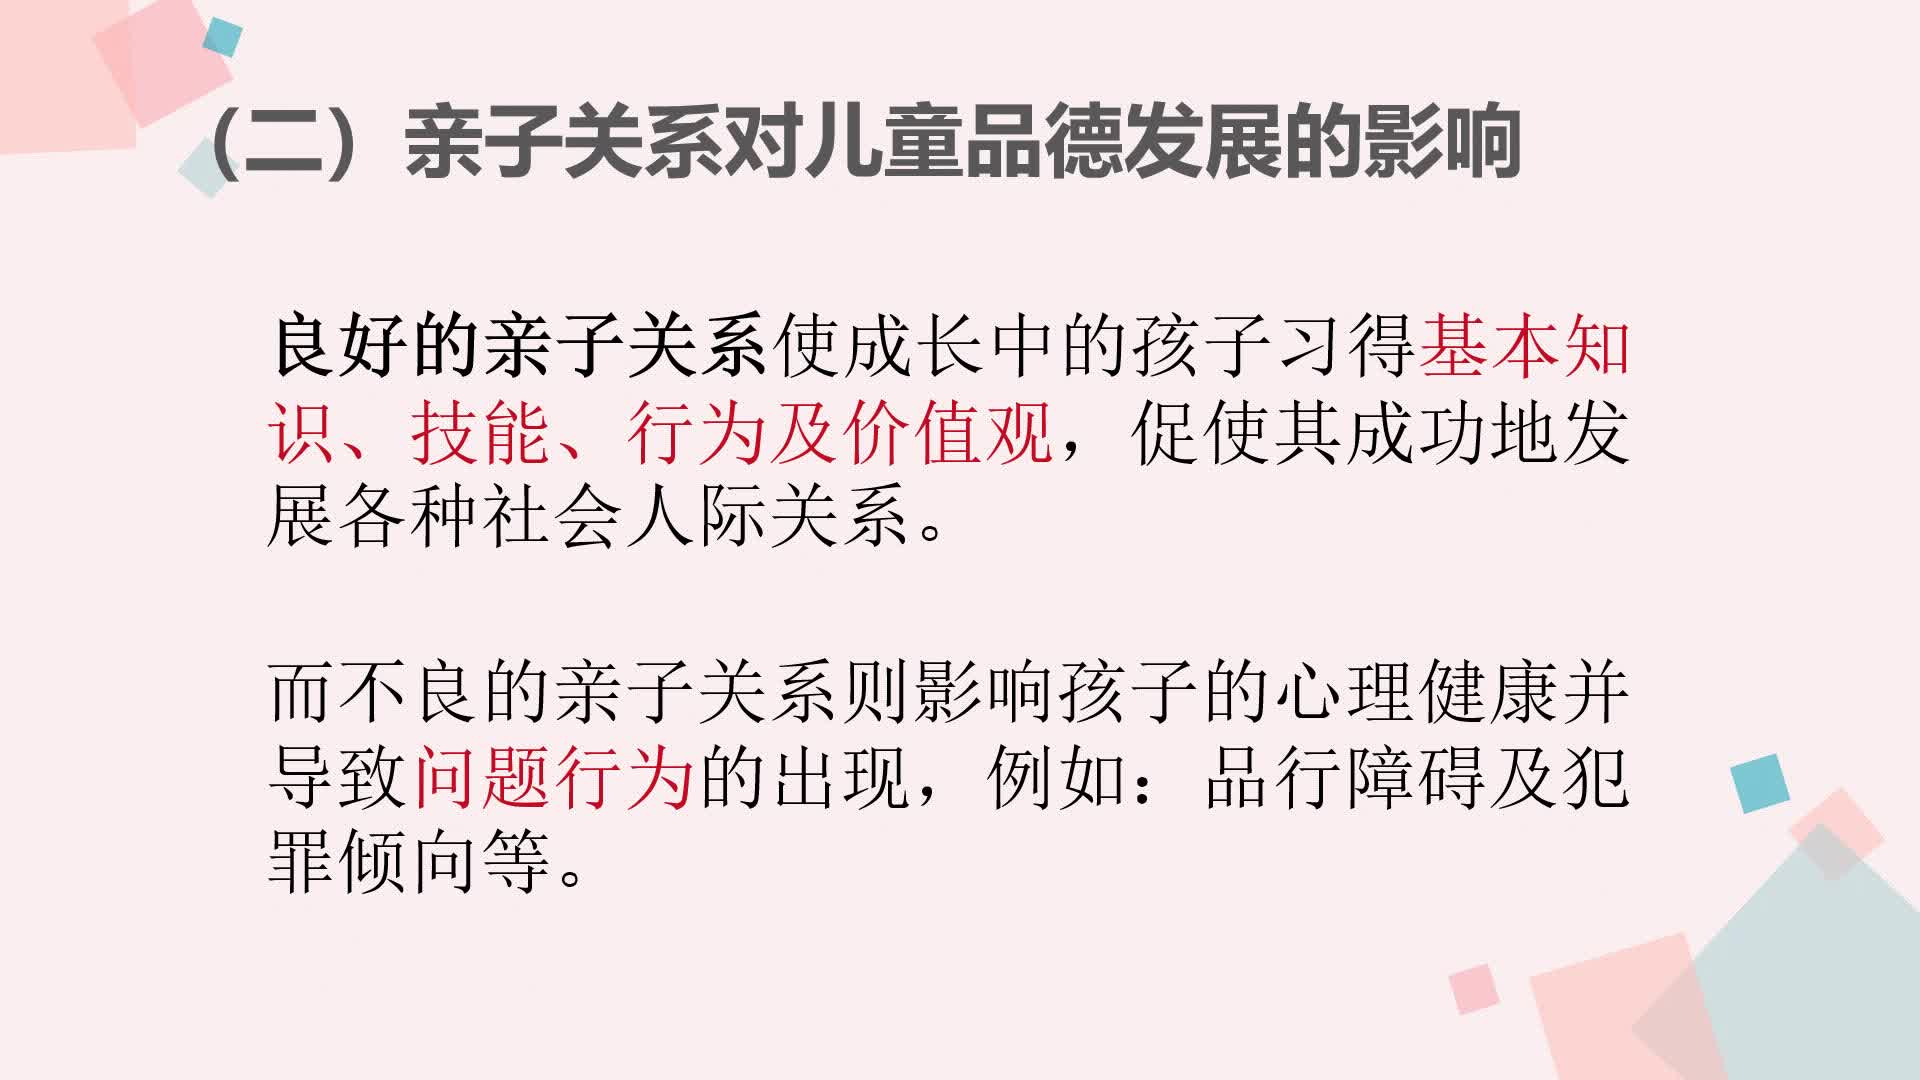 （二）亲子关系对儿童品德发展的影响
良好的亲子关系使成长中的孩子习得基本知
识、技能、行为及价值观，促使其成功地发
展各种社会人际关系。
而不良的亲子关系则影响孩子的心理健康并
导致问题行为的出现，例如：品行障碍及犯
罪倾向等。